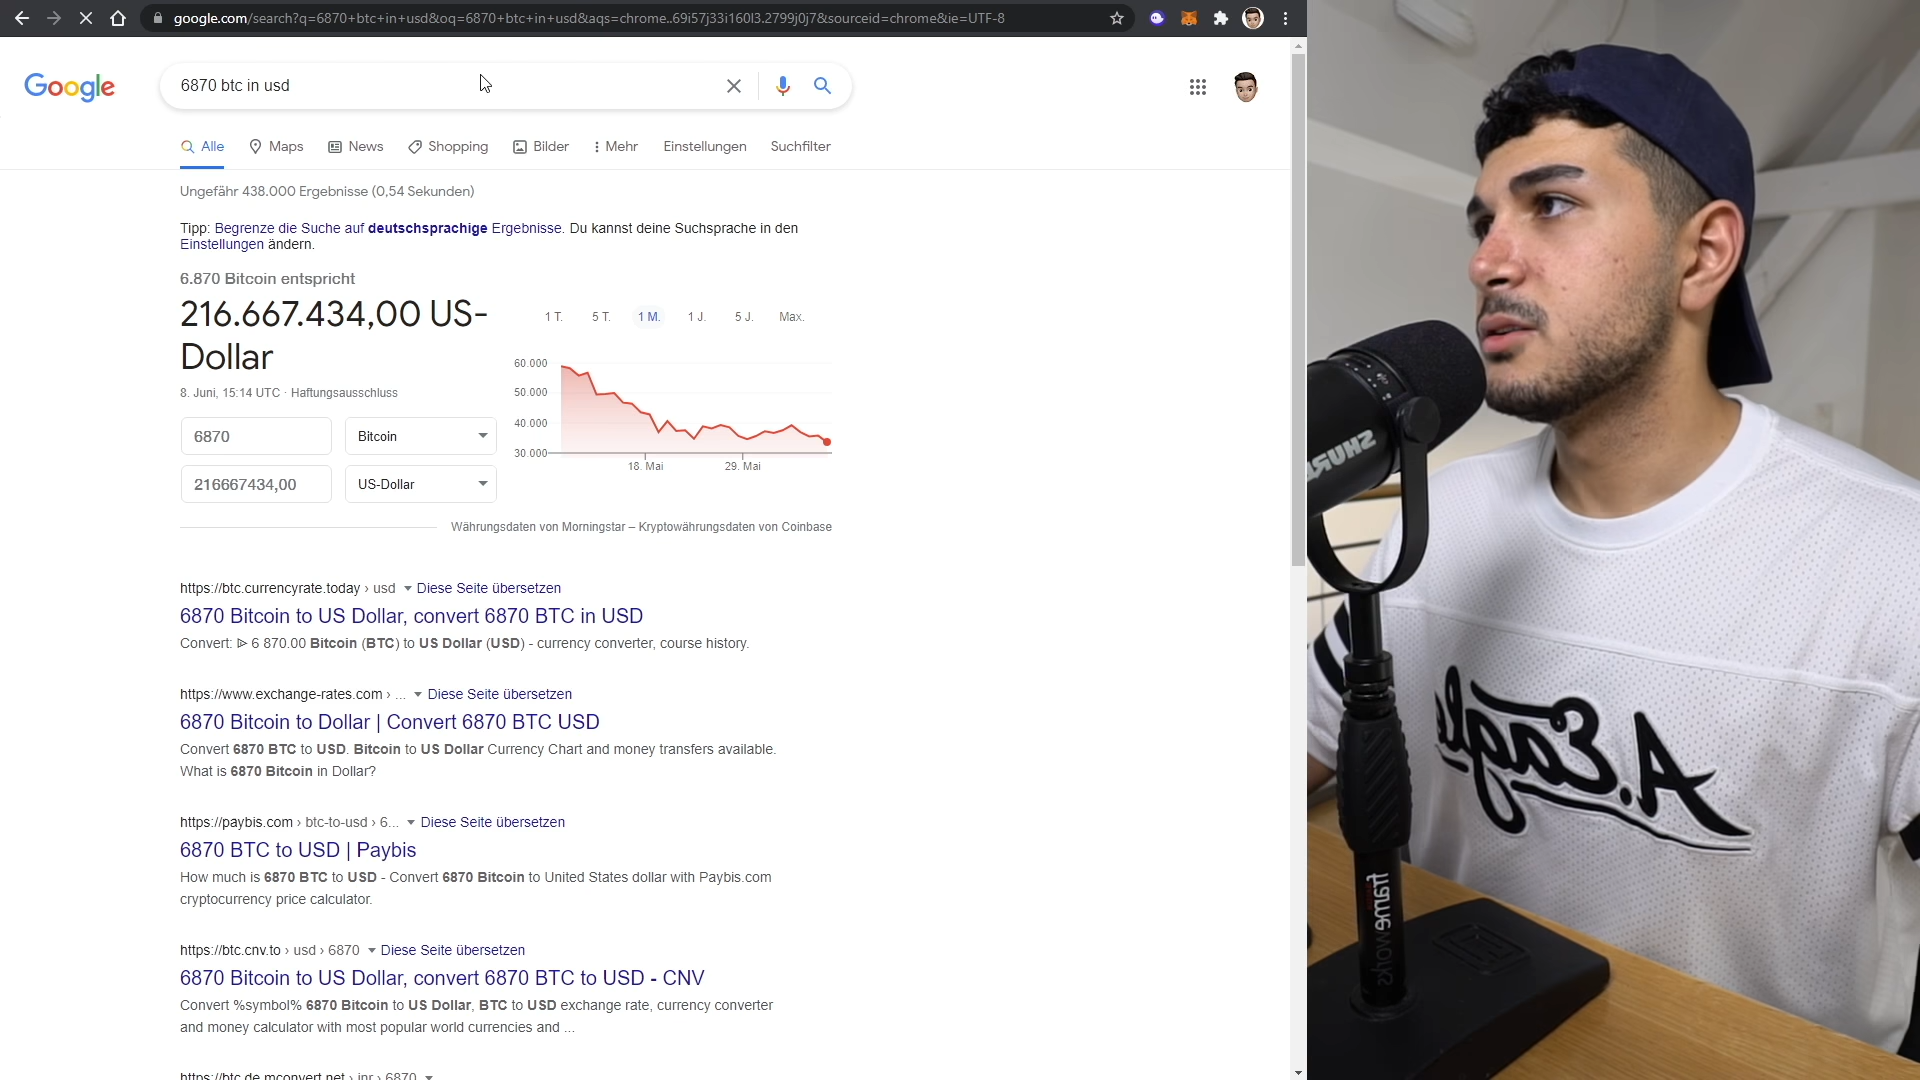 google.com/search?q=6870+btc+in+usd&oq=6870+btc+in+usd&aqs=chrome..69i57j33i160l3.2799j0j7&sourceid=chrome&ie=UTF-8
Google
6870 btc in usd
Alle
Maps
News
Shopping
Bilder
Mehr
Einstellungen
Suchfilter
Ungefähr 438.000 Ergebnisse (0,54 Sekunden)
Tipp: Begrenze die Suche auf deutschsprachige Ergebnisse. Du kannst deine Suchsprache in den
Einstellungen ändern.
6.870 Bitcoin entspricht
216.667.434,00 US-
Dollar
8. Juni, 15:14 UTC · Haftungsausschluss
6870
Bitcoin
216667434,00
US-Dollar
1 T.
5 T.
1 M.
1 J.
5 J.
Max.
60.000
50.000
40.000
30.000
18. Mai
29. Mai
Währungsdaten von Morningstar – Kryptowährungsdaten von Coinbase
https://btc.currencyrate.today › usd
Diese Seite übersetzen
6870 Bitcoin to US Dollar, convert 6870 BTC in USD
Convert: ⩥ 6 870.00 Bitcoin (BTC) to US Dollar (USD) - currency converter, course history.
https://www.exchange-rates.com › ...
Diese Seite übersetzen
6870 Bitcoin to Dollar | Convert 6870 BTC USD
Convert 6870 BTC to USD. Bitcoin to US Dollar Currency Chart and money transfers available.
What is 6870 Bitcoin in Dollar?
https://paybis.com › btc-to-usd › 6...
Diese Seite übersetzen
6870 BTC to USD | Paybis
How much is 6870 BTC to USD - Convert 6870 Bitcoin to United States dollar with Paybis.com
cryptocurrency price calculator.
https://btc.cnv.to › usd › 6870
Diese Seite übersetzen
6870 Bitcoin to US Dollar, convert 6870 BTC to USD - CNV
Convert %symbol% 6870 Bitcoin to US Dollar, BTC to USD exchange rate, currency converter
and money calculator with most popular world currencies and ...
https://btc.de.mconvert.net › inr › 6870
SHURE
frameworks
A.Eagle